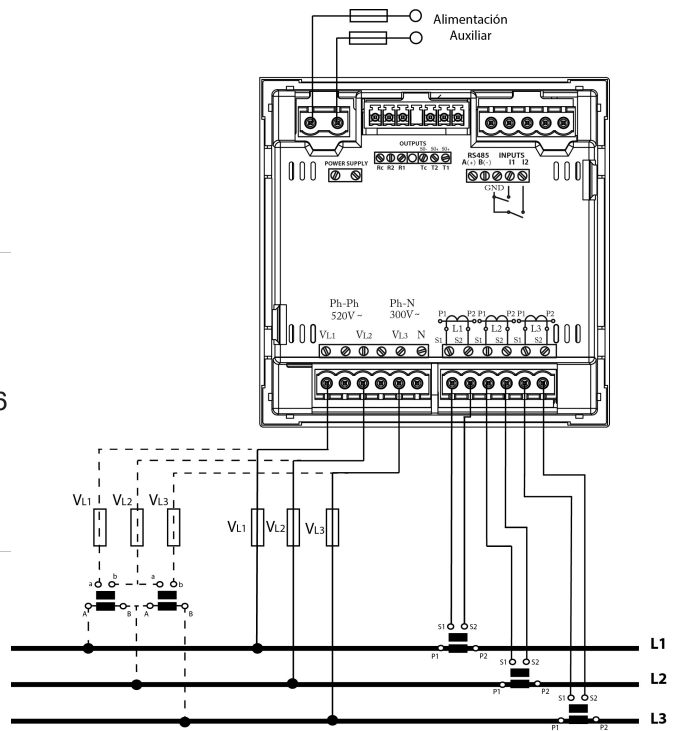 Alimentación
Auxiliar
OUTPUTS
S0- S0+ S0+
Rc R2 R1 Tc T2 T1
POWER SUPPLY
RS485 INPUTS
A(+) B(-) I1 I2
GND
Ph-Ph Ph-N
520V ~ 300V ~
VL1 VL2 VL3 N
P1 P2 P1 P2 P1 P2
L1 L2 L3
S1 S2 S1 S2 S1 S2
6
VL1 VL2 VL3
VL1 VL2 VL3
a b a b
A B A B
S1 S2
P1 P2
L1
S1 S2
P1 P2
L2
S1 S2
P1 P2
L3